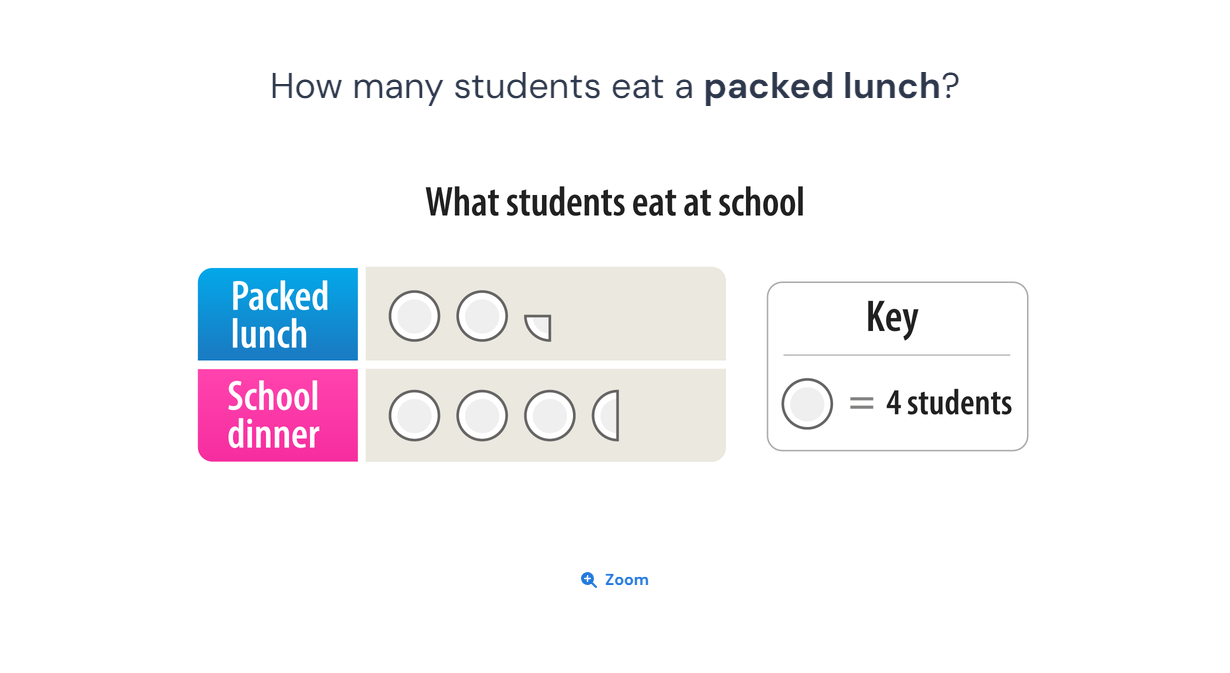 How many students eat a packed lunch?
What students eat at school
Packed
lunch
Key
= 4 students
School
dinner
Zoom